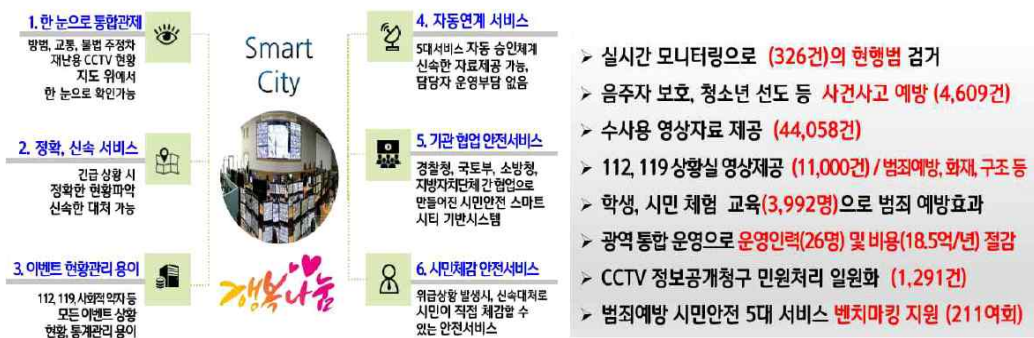 1. 한 눈으로 통합관제
방범, 교통, 불법 주정차
재난용 CCTV 현황
지도 위에서
한 눈으로 확인가능
2. 정확, 신속 서비스
긴급 상황 시
정확한 현황파악
신속한 대처 가능
3. 이벤트 현황관리 용이
112, 119, 사회적 약자 등
모든 이벤트 상황
현황, 통계관리 용이
Smart
City
행복나눔
4. 자동연계 서비스
5대서비스 자동 승인체계
신속한 자료제공 가능,
담당자 운영부담 없음
5. 기관 협업 안전서비스
경찰청, 국토부, 소방청,
지방자치단체 간 협업으로
만들어진 시민안전 스마트
시티 기반시스템
6. 시민체감 안전서비스
위급상황 발생시, 신속대처로
시민이 직접 체감할 수
있는 안전서비스
➢ 실시간 모니터링으로 (326건)의 현행범 검거
➢ 음주자 보호, 청소년 선도 등 사건사고 예방 (4,609건)
➢ 수사용 영상자료 제공 (44,058건)
➢ 112, 119 상황실 영상제공 (11,000건) / 범죄예방, 화재, 구조 등
➢ 학생, 시민 체험 교육(3,992명)으로 범죄 예방효과
➢ 광역 통합 운영으로 운영인력(26명) 및 비용(18.5억/년) 절감
➢ CCTV 정보공개청구 민원처리 일원화 (1,291건)
➢ 범죄예방 시민안전 5대 서비스 벤치마킹 지원 (211여회)